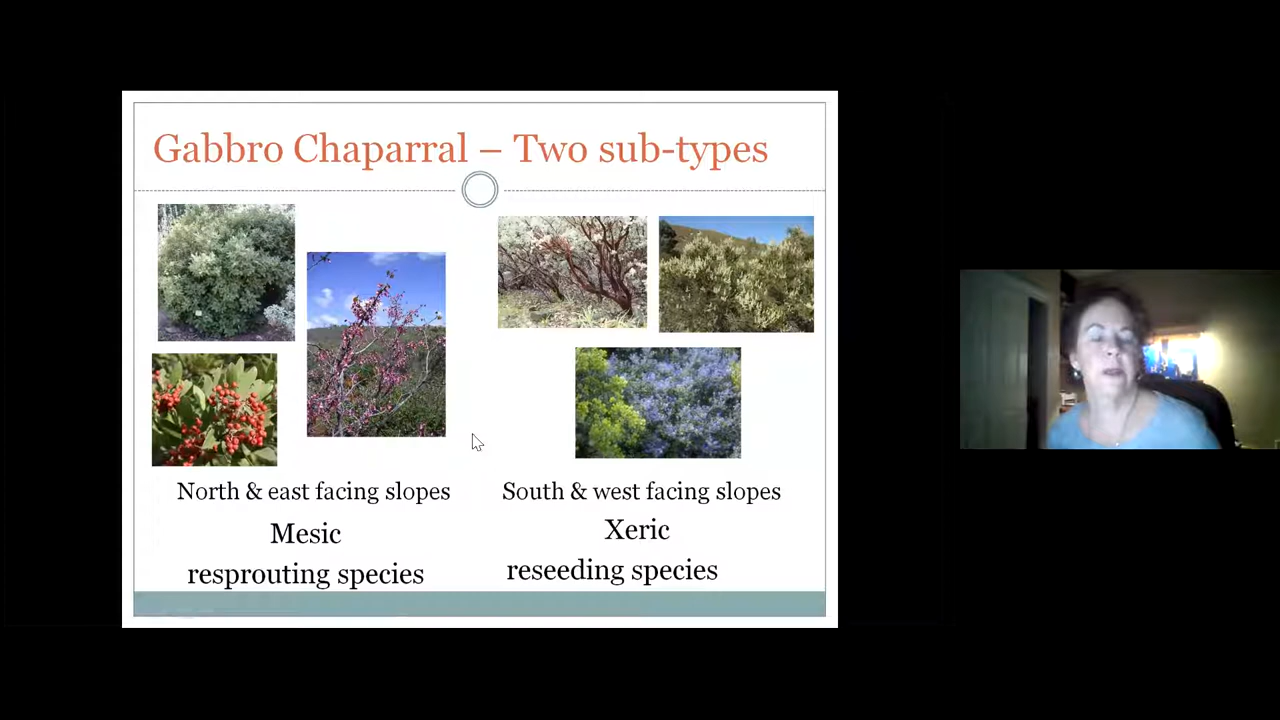 Gabbro Chaparral – Two sub-types
North & east facing slopes
Mesic
resprouting species
South & west facing slopes
Xeric
reseeding species